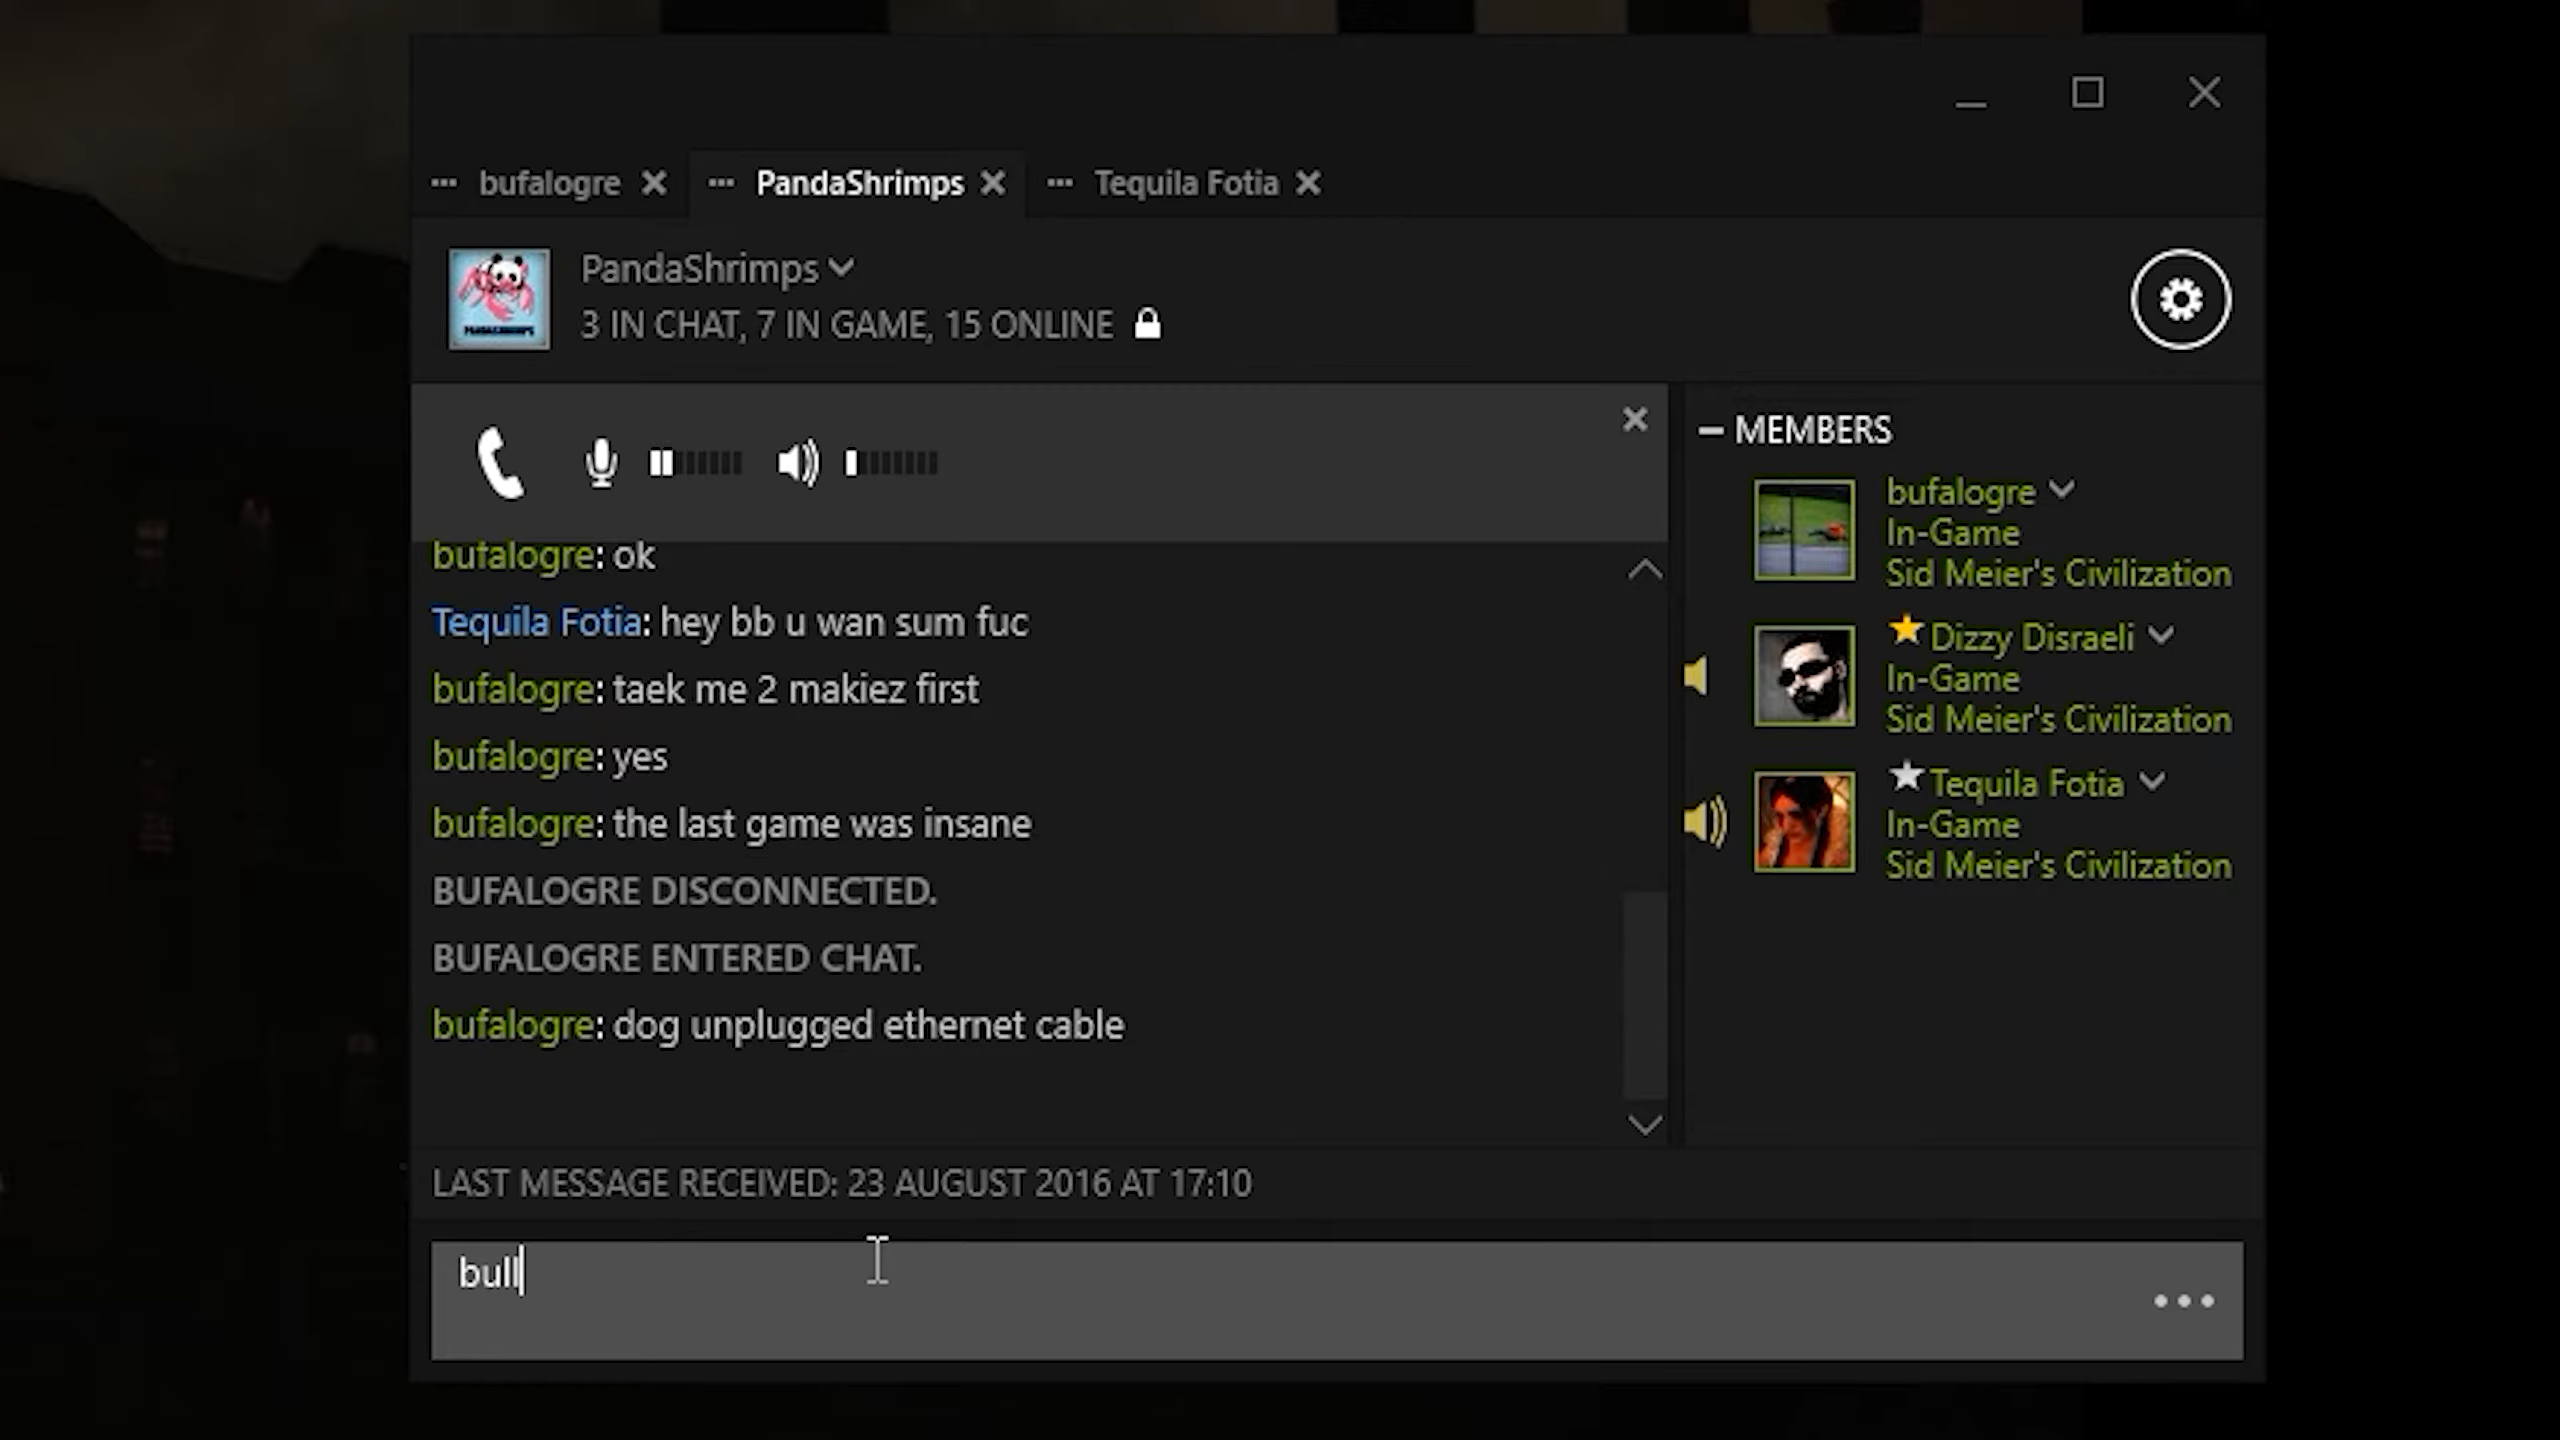 bufalogre
PandaShrimps
Tequila Fotia
PandaShrimps
3 IN CHAT, 7 IN GAME, 15 ONLINE
MEMBERS
bufalogre
In-Game
Sid Meier's Civilization
Dizzy Disraeli
In-Game
Sid Meier's Civilization
Tequila Fotia
In-Game
Sid Meier's Civilization
bufalogre: ok
Tequila Fotia: hey bb u wan sum fuc
bufalogre: taek me 2 makiez first
bufalogre: yes
bufalogre: the last game was insane
BUFALOGRE DISCONNECTED.
BUFALOGRE ENTERED CHAT.
bufalogre: dog unplugged ethernet cable
LAST MESSAGE RECEIVED: 23 AUGUST 2016 AT 17:10
bull